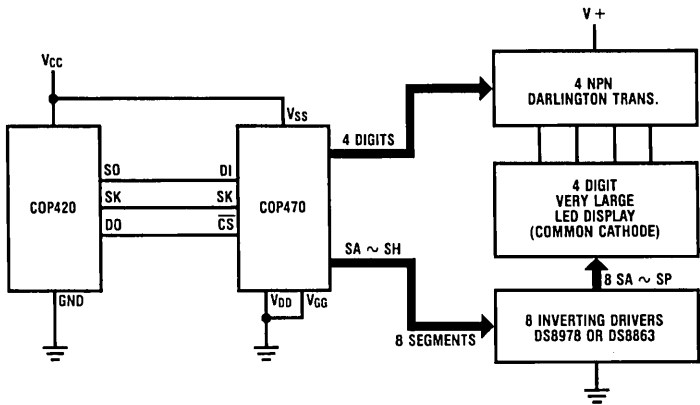 V+
4 NPN
DARLINGTON TRANS.
VCC
VSS
4 DIGITS
SO
DI
COP420
SK
SK
COP470
DO
CS
4 DIGIT
VERY LARGE
LED DISPLAY
(COMMON CATHODE)
SA ~ SH
8 SA ~ SP
GND
VDD
VGG
8 SEGMENTS
8 INVERTING DRIVERS
DS8978 OR DS8863